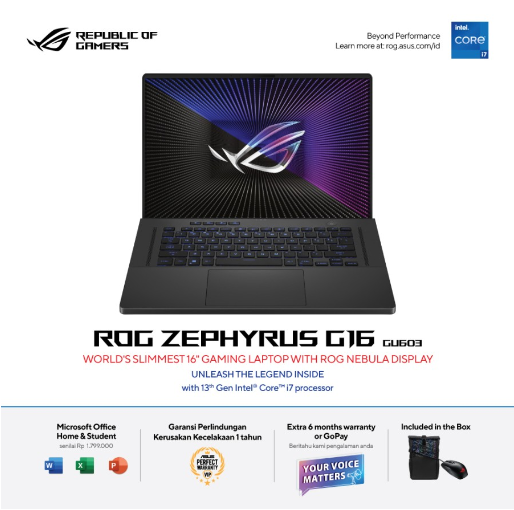 REPUBLIC OF
GAMERS
Beyond Performance
Learn more at: rog.asus.com/id
intel.
CORE
i7
ROG ZEPHYRUS G16 GU603
WORLD'S SLIMMEST 16" GAMING LAPTOP WITH ROG NEBULA DISPLAY
UNLEASH THE LEGEND INSIDE
with 13th Gen Intel® Core™ i7 processor
Microsoft Office
Home & Student
senilai Rp 1.799.000
W
X
P
Garansi Perlindungan
Kerusakan Kecelakaan 1 tahun
ASUS
PERFECT
WARRANTY
VIP
Extra 6 months warranty
or GoPay
Beritahu kami pengalaman anda
YOUR VOICE
MATTERS
Included in the Box